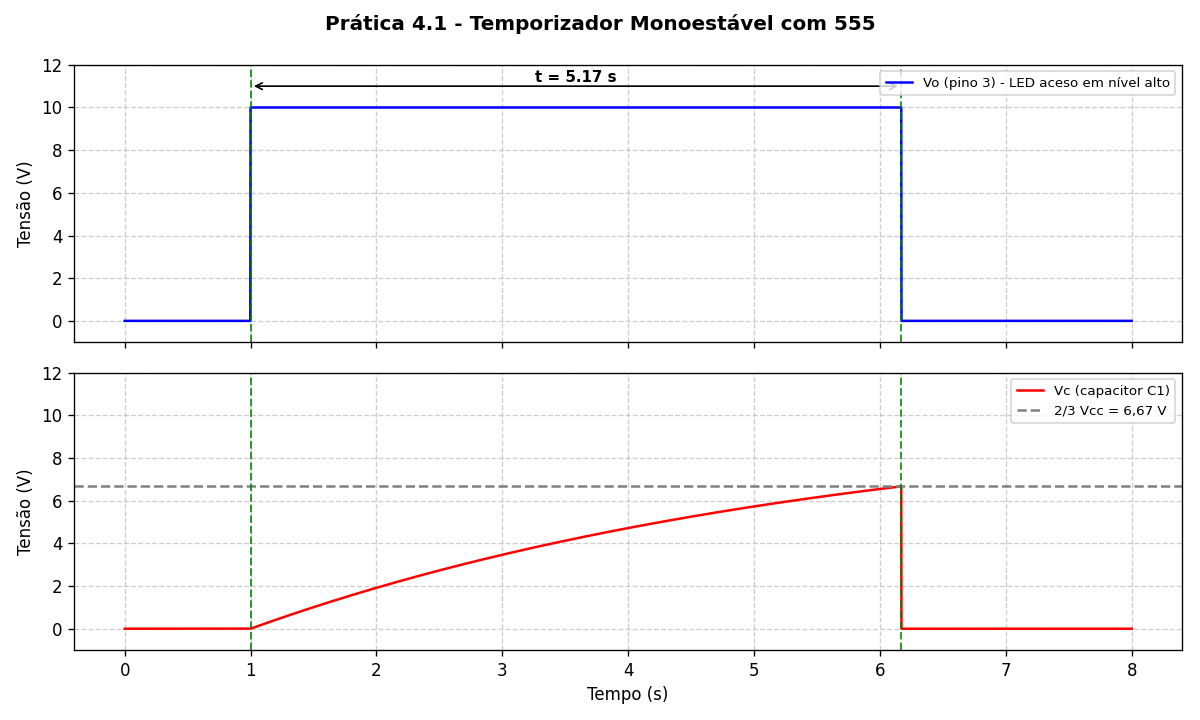 Prática 4.1 - Temporizador Monoestável com 555
12
10
8
6
4
2
0
Tensão (V)
t = 5.17 s
Vo (pino 3) - LED aceso em nível alto
12
10
8
6
4
2
0
Tensão (V)
Vc (capacitor C1)
2/3 Vcc = 6,67 V
0 1 2 3 4 5 6 7 8
Tempo (s)